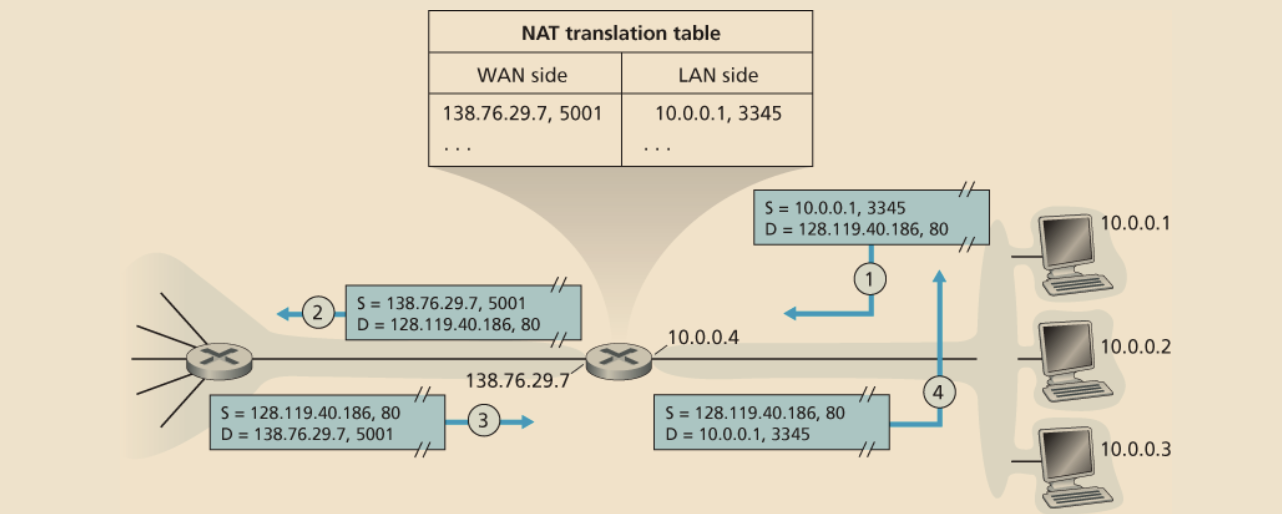 NAT translation table
WAN side LAN side
138.76.29.7, 5001 10.0.0.1, 3345
. . . . . .
S = 10.0.0.1, 3345
D = 128.119.40.186, 80
10.0.0.1
1
2
S = 138.76.29.7, 5001
D = 128.119.40.186, 80
10.0.0.4
10.0.0.2
138.76.29.7
S = 128.119.40.186, 80
D = 138.76.29.7, 5001
3
S = 128.119.40.186, 80
D = 10.0.0.1, 3345
4
10.0.0.3